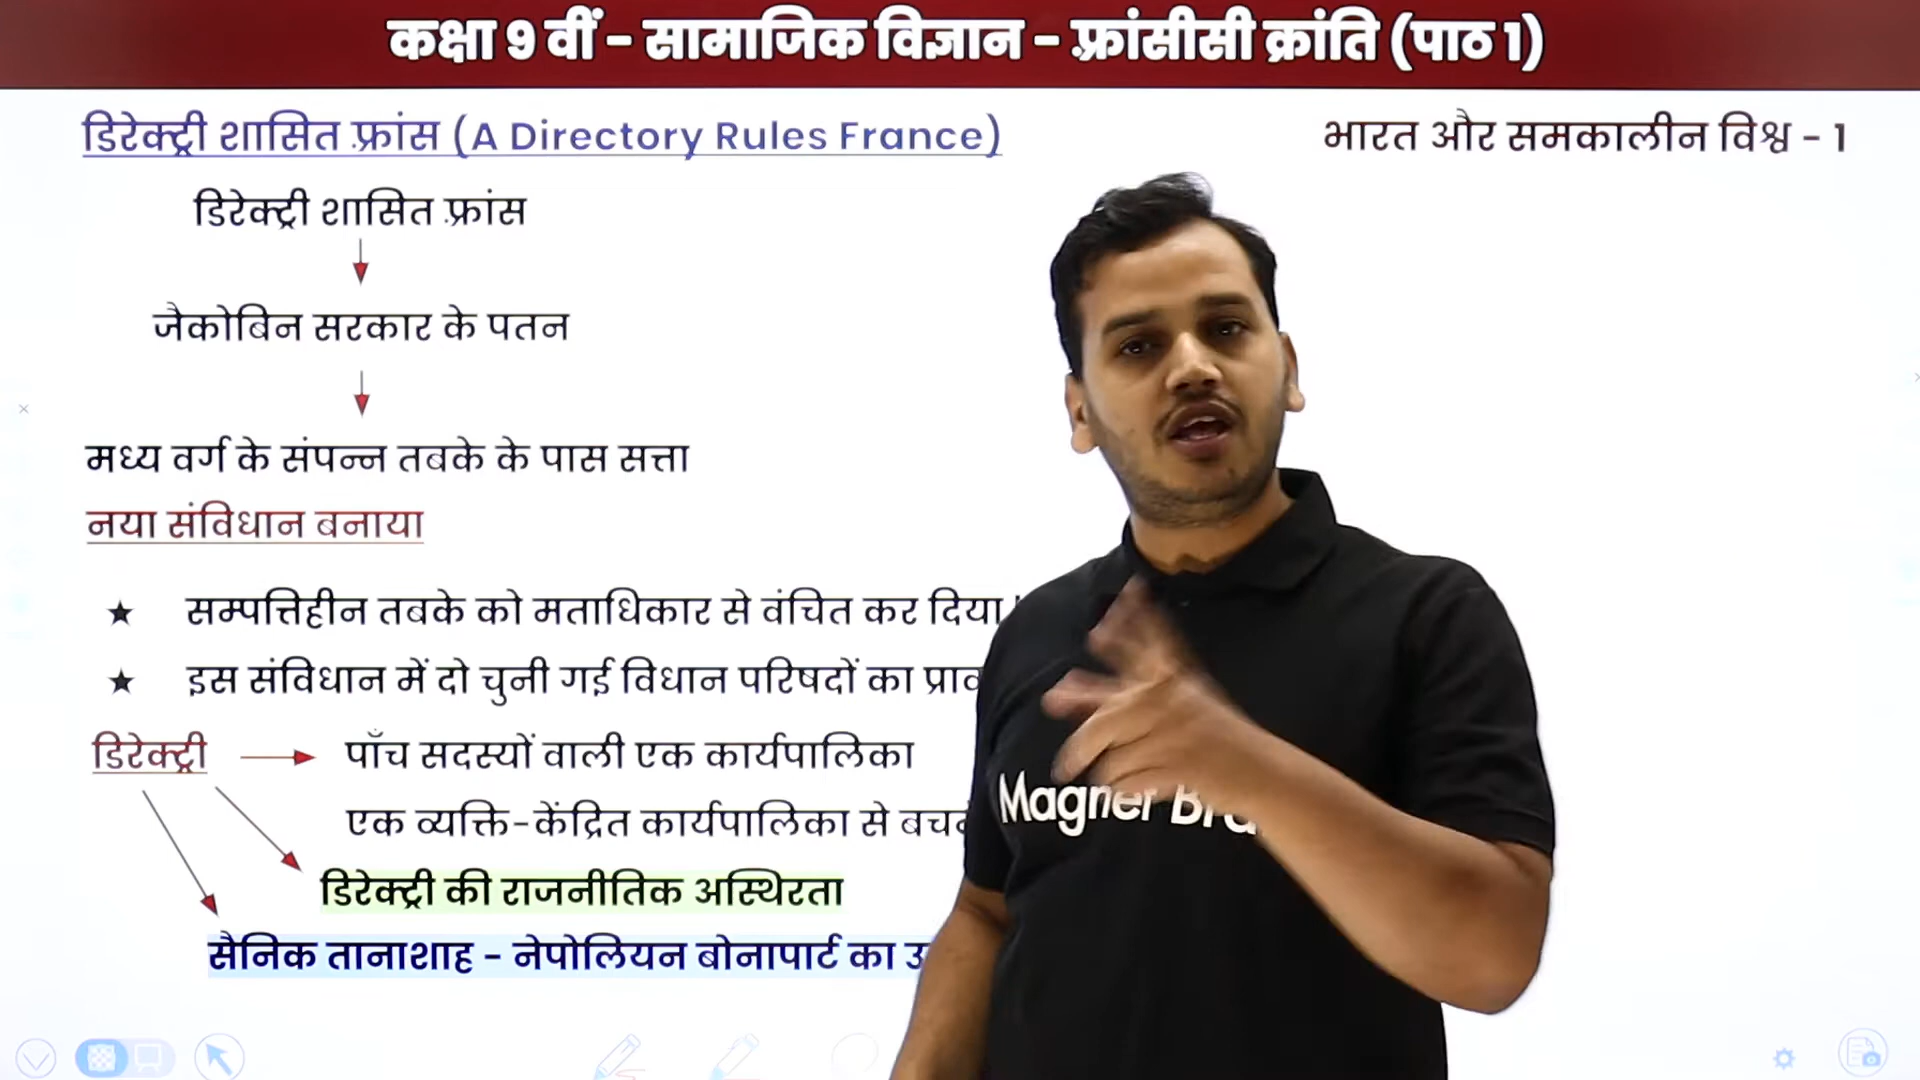 कक्षा 9 वीं - सामाजिक विज्ञान - फ़्रांसीसी क्रांति (पाठ 1)
डिरेक्ट्री शासित फ़्रांस (A Directory Rules France)
भारत और समकालीन विश्व - 1
डिरेक्ट्री शासित फ़्रांस
जैकोबिन सरकार के पतन
मध्य वर्ग के संपन्न तबके के पास सत्ता
नया संविधान बनाया
★ सम्पत्तिहीन तबके को मताधिकार से वंचित कर दिया
★ इस संविधान में दो चुनी गई विधान परिषदों का
डिरेक्ट्री → पाँच सदस्यों वाली एक कार्यपालिका
एक व्यक्ति-केंद्रित कार्यपालिका से
डिरेक्ट्री की राजनीतिक अस्थिरता
सैनिक तानाशाह - नेपोलियन बोनापार्ट का
Magnet